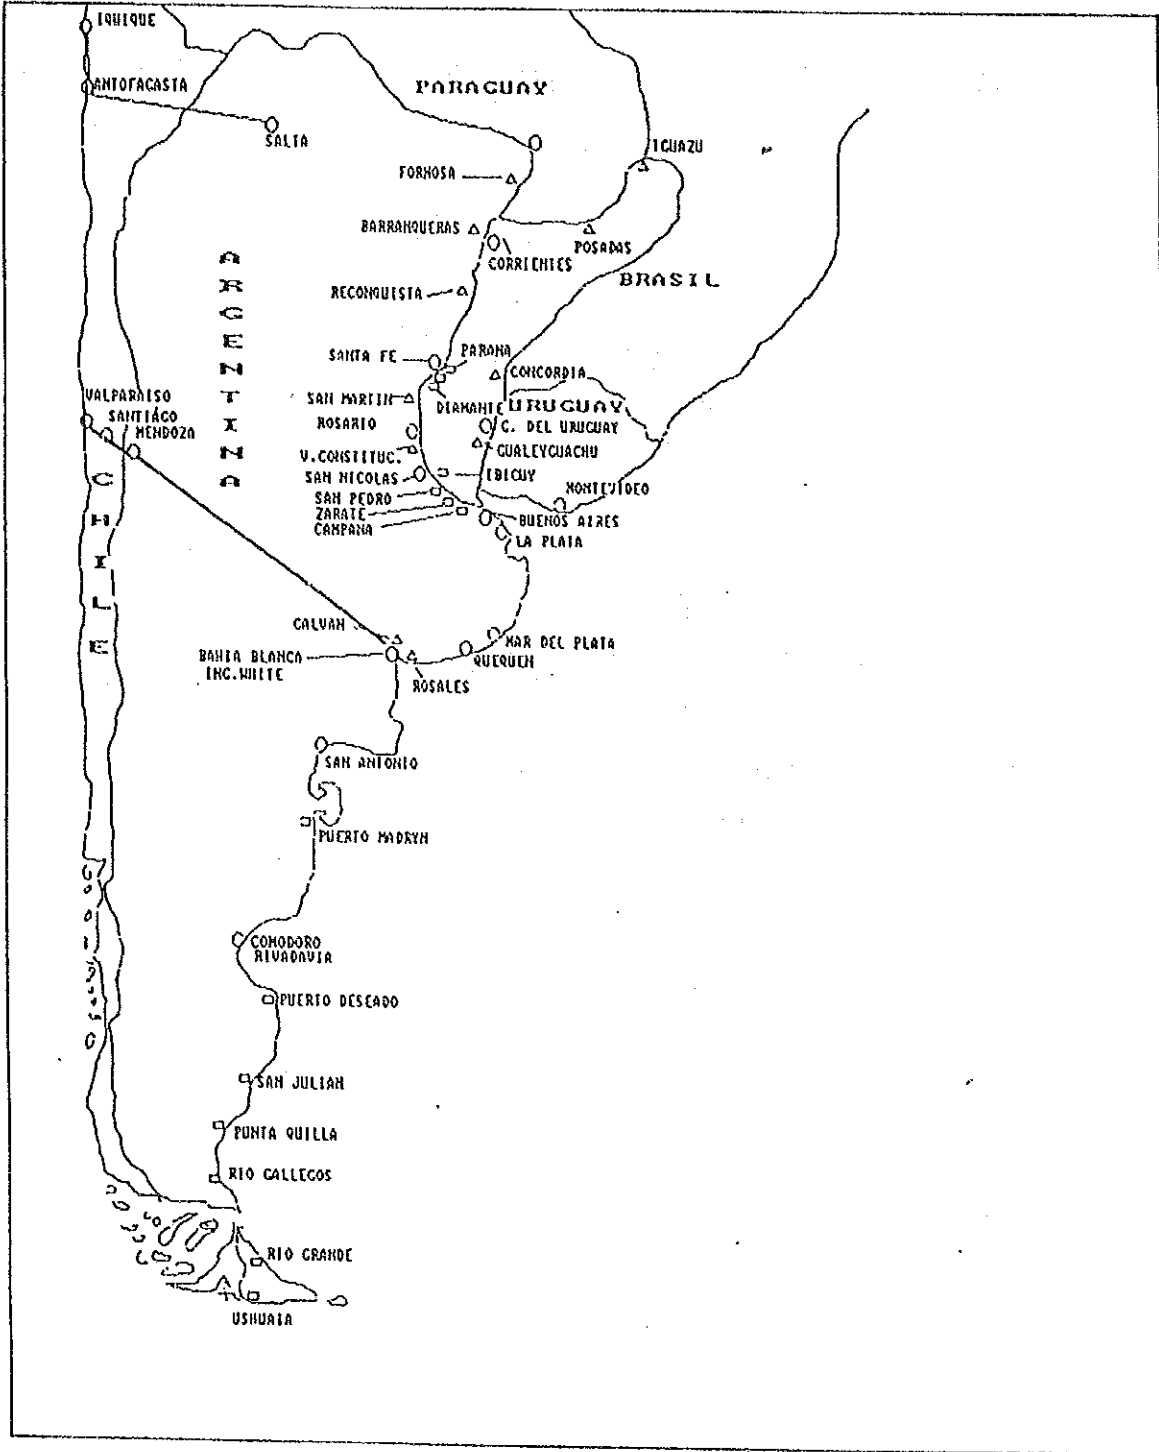 IQUIQUE
ANTOFAGASTA
PARAGUAY
SALTA
IGUAZU
FORMOSA
BARRANQUERAS
POSADAS
CORRIENTES
BRASIL
RECONQUISTA
ARGENTINA
SANTA FE
PARANA
CONCORDIA
SAN MARTIN
DIAMANTE
URUGUAY
VALPARAISO
SANTIAGO
MENDOZA
ROSARIO
C. DEL URUGUAY
GUALEYGUACHU
V.CONSTITUC.
IBICUY
SAN NICOLAS
MONTEVIDEO
SAN PEDRO
ZARATE
BUENOS AIRES
CAMPANA
LA PLATA
CHILE
GALVAN
MAR DEL PLATA
BAHIA BLANCA
QUEQUEN
ING.WHITE
ROSALES
SAN ANTONIO
PUERTO MADRYN
COMODORO
RIVADAVIA
PUERTO DESEADO
SAN JULIAN
PUNTA QUILLA
RIO GALLEGOS
RIO GRANDE
USHUAIA